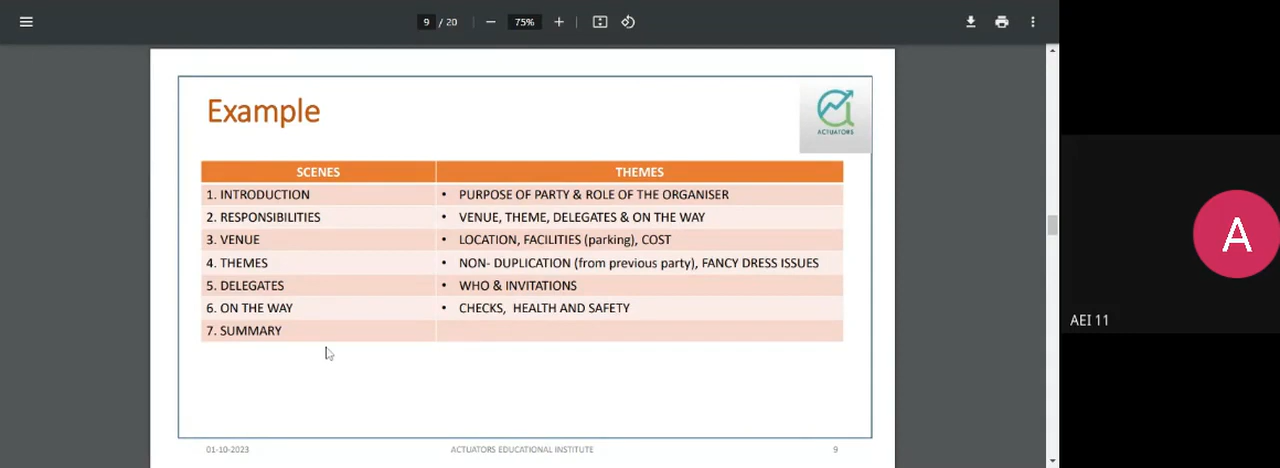 9 / 20 75%
Example
ACTUATORS
SCENES THEMES
1. INTRODUCTION • PURPOSE OF PARTY & ROLE OF THE ORGANISER
2. RESPONSIBILITIES • VENUE, THEME, DELEGATES & ON THE WAY
3. VENUE • LOCATION, FACILITIES (parking), COST
4. THEMES • NON- DUPLICATION (from previous party), FANCY DRESS ISSUES
5. DELEGATES • WHO & INVITATIONS
6. ON THE WAY • CHECKS, HEALTH AND SAFETY
7. SUMMARY
01-10-2023 ACTUATORS EDUCATIONAL INSTITUTE 9
A
AEI 11